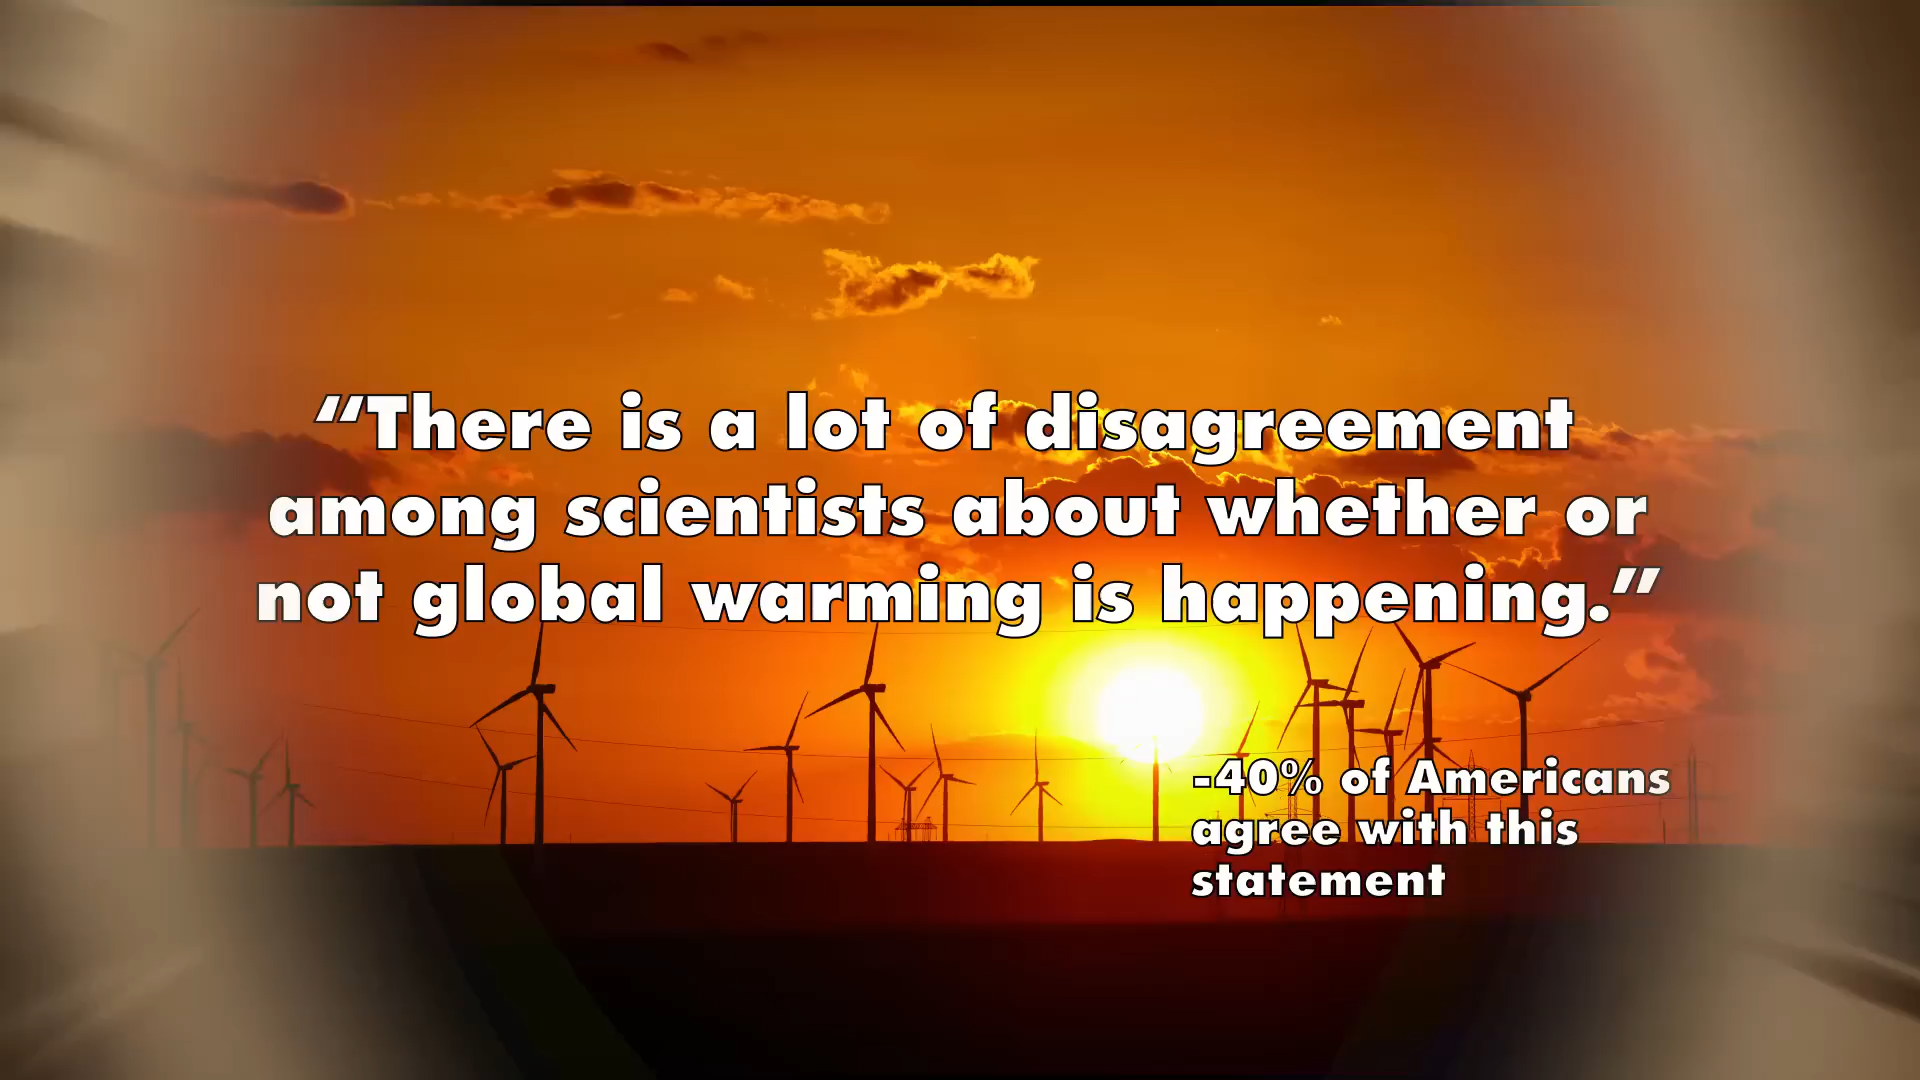 “There is a lot of disagreement
among scientists about whether or
not global warming is happening.”
-40% of Americans
agree with this
statement